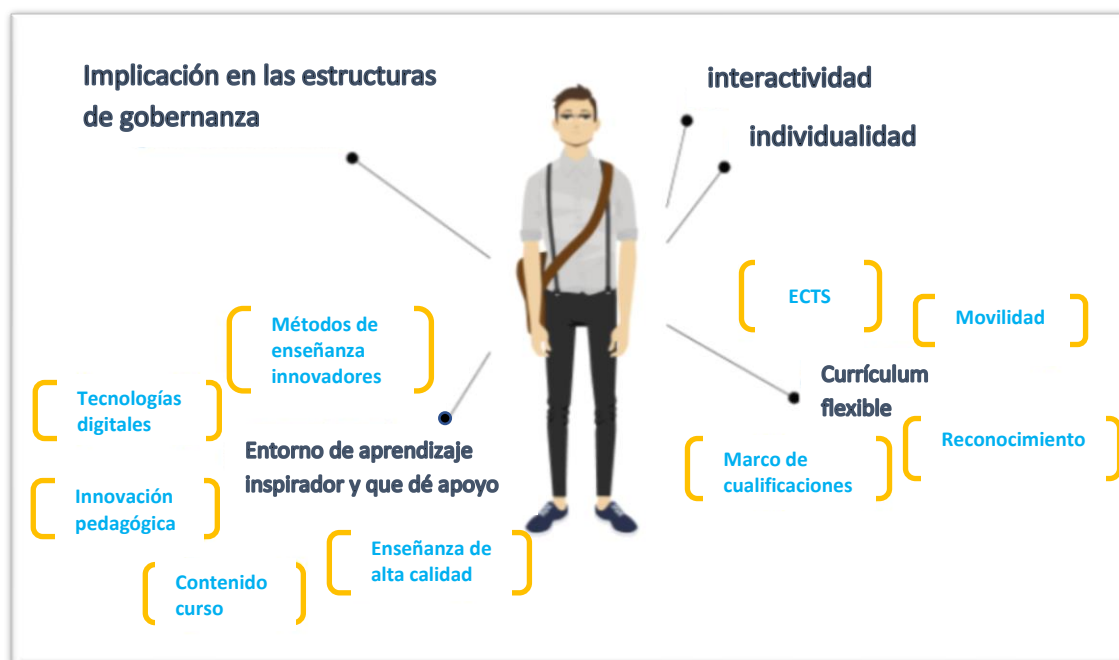 Implicación en las estructuras
de gobernanza
interactividad
individualidad
ECTS
Movilidad
Currículum
flexible
Reconocimiento
Marco de
cualificaciones
Métodos de
enseñanza
innovadores
Tecnologías
digitales
Entorno de aprendizaje
inspirador y que dé apoyo
Innovación
pedagógica
Enseñanza de
alta calidad
Contenido
curso